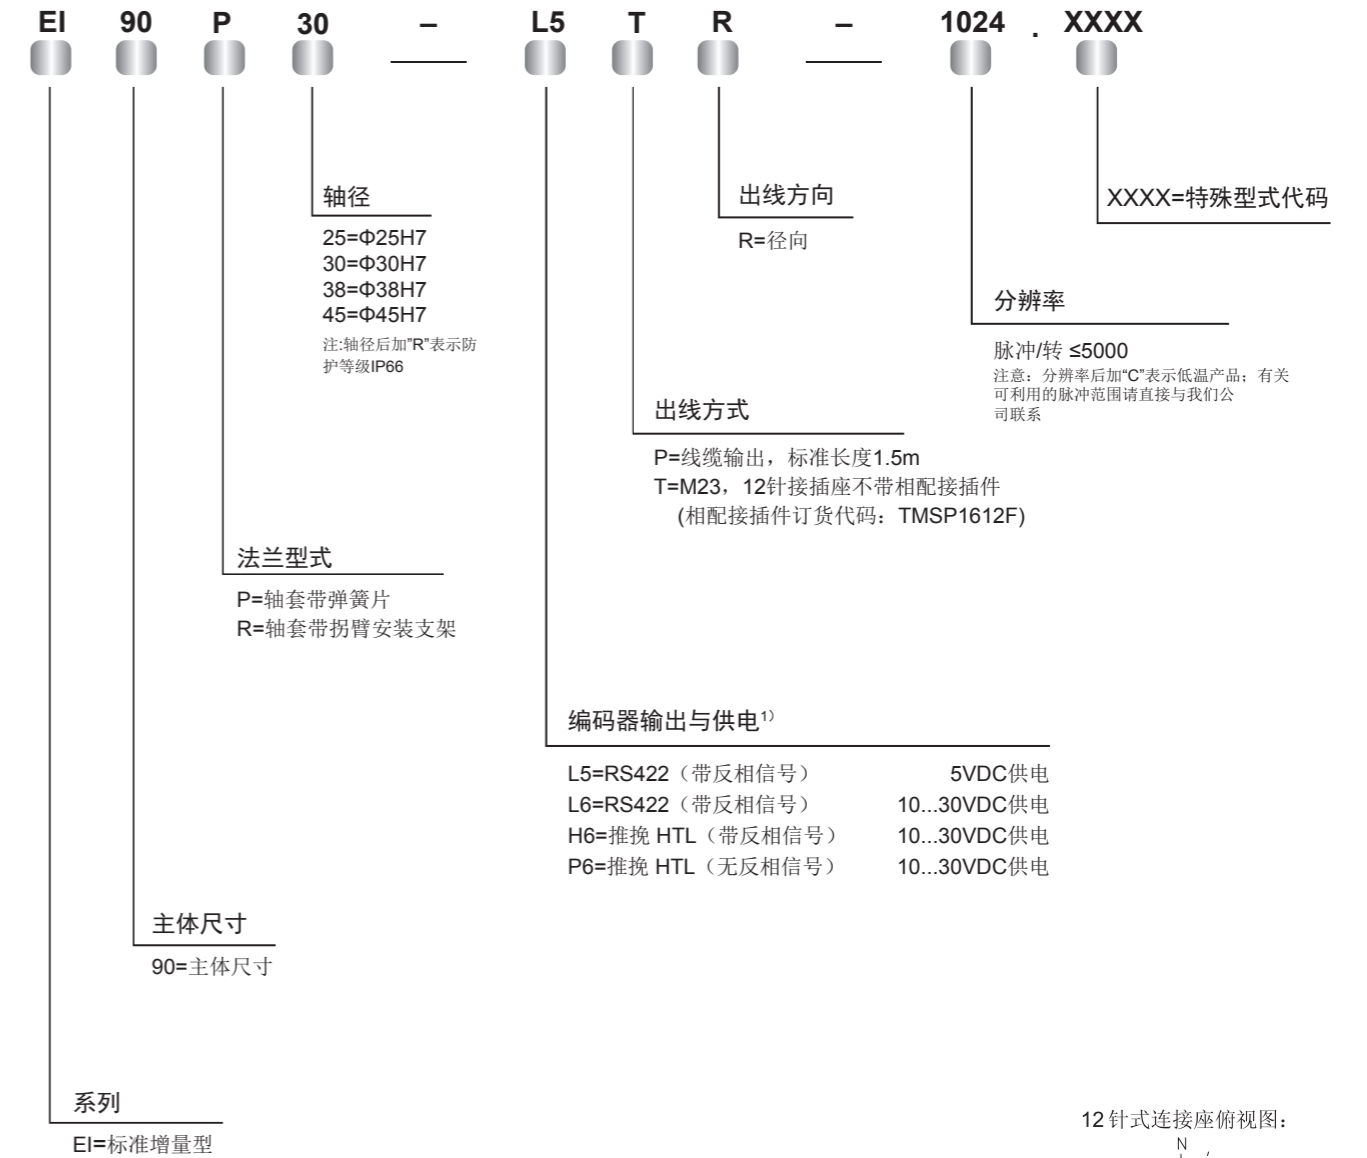 EI 90 P 30 – L5 T R – 1024 . XXXX
轴径
25=Φ25H7
30=Φ30H7
38=Φ38H7
45=Φ45H7
注:轴径后加"R"表示防
护等级IP66
出线方向
R=径向
XXXX=特殊型式代码
分辨率
脉冲/转 ≤5000
注意：分辨率后加“C”表示低温产品；有关
可利用的脉冲范围请直接与我们公
司联系
出线方式
P=线缆输出，标准长度1.5m
T=M23，12针接插座不带相配接插件
(相配接插件订货代码：TMSP1612F)
法兰型式
P=轴套带弹簧片
R=轴套带拐臂安装支架
编码器输出与供电1）
L5=RS422（带反相信号） 5VDC供电
L6=RS422（带反相信号） 10...30VDC供电
H6=推挽 HTL（带反相信号） 10...30VDC供电
P6=推挽 HTL（无反相信号） 10...30VDC供电
主体尺寸
90=主体尺寸
系列
EI=标准增量型
12 针式连接座俯视图：
N